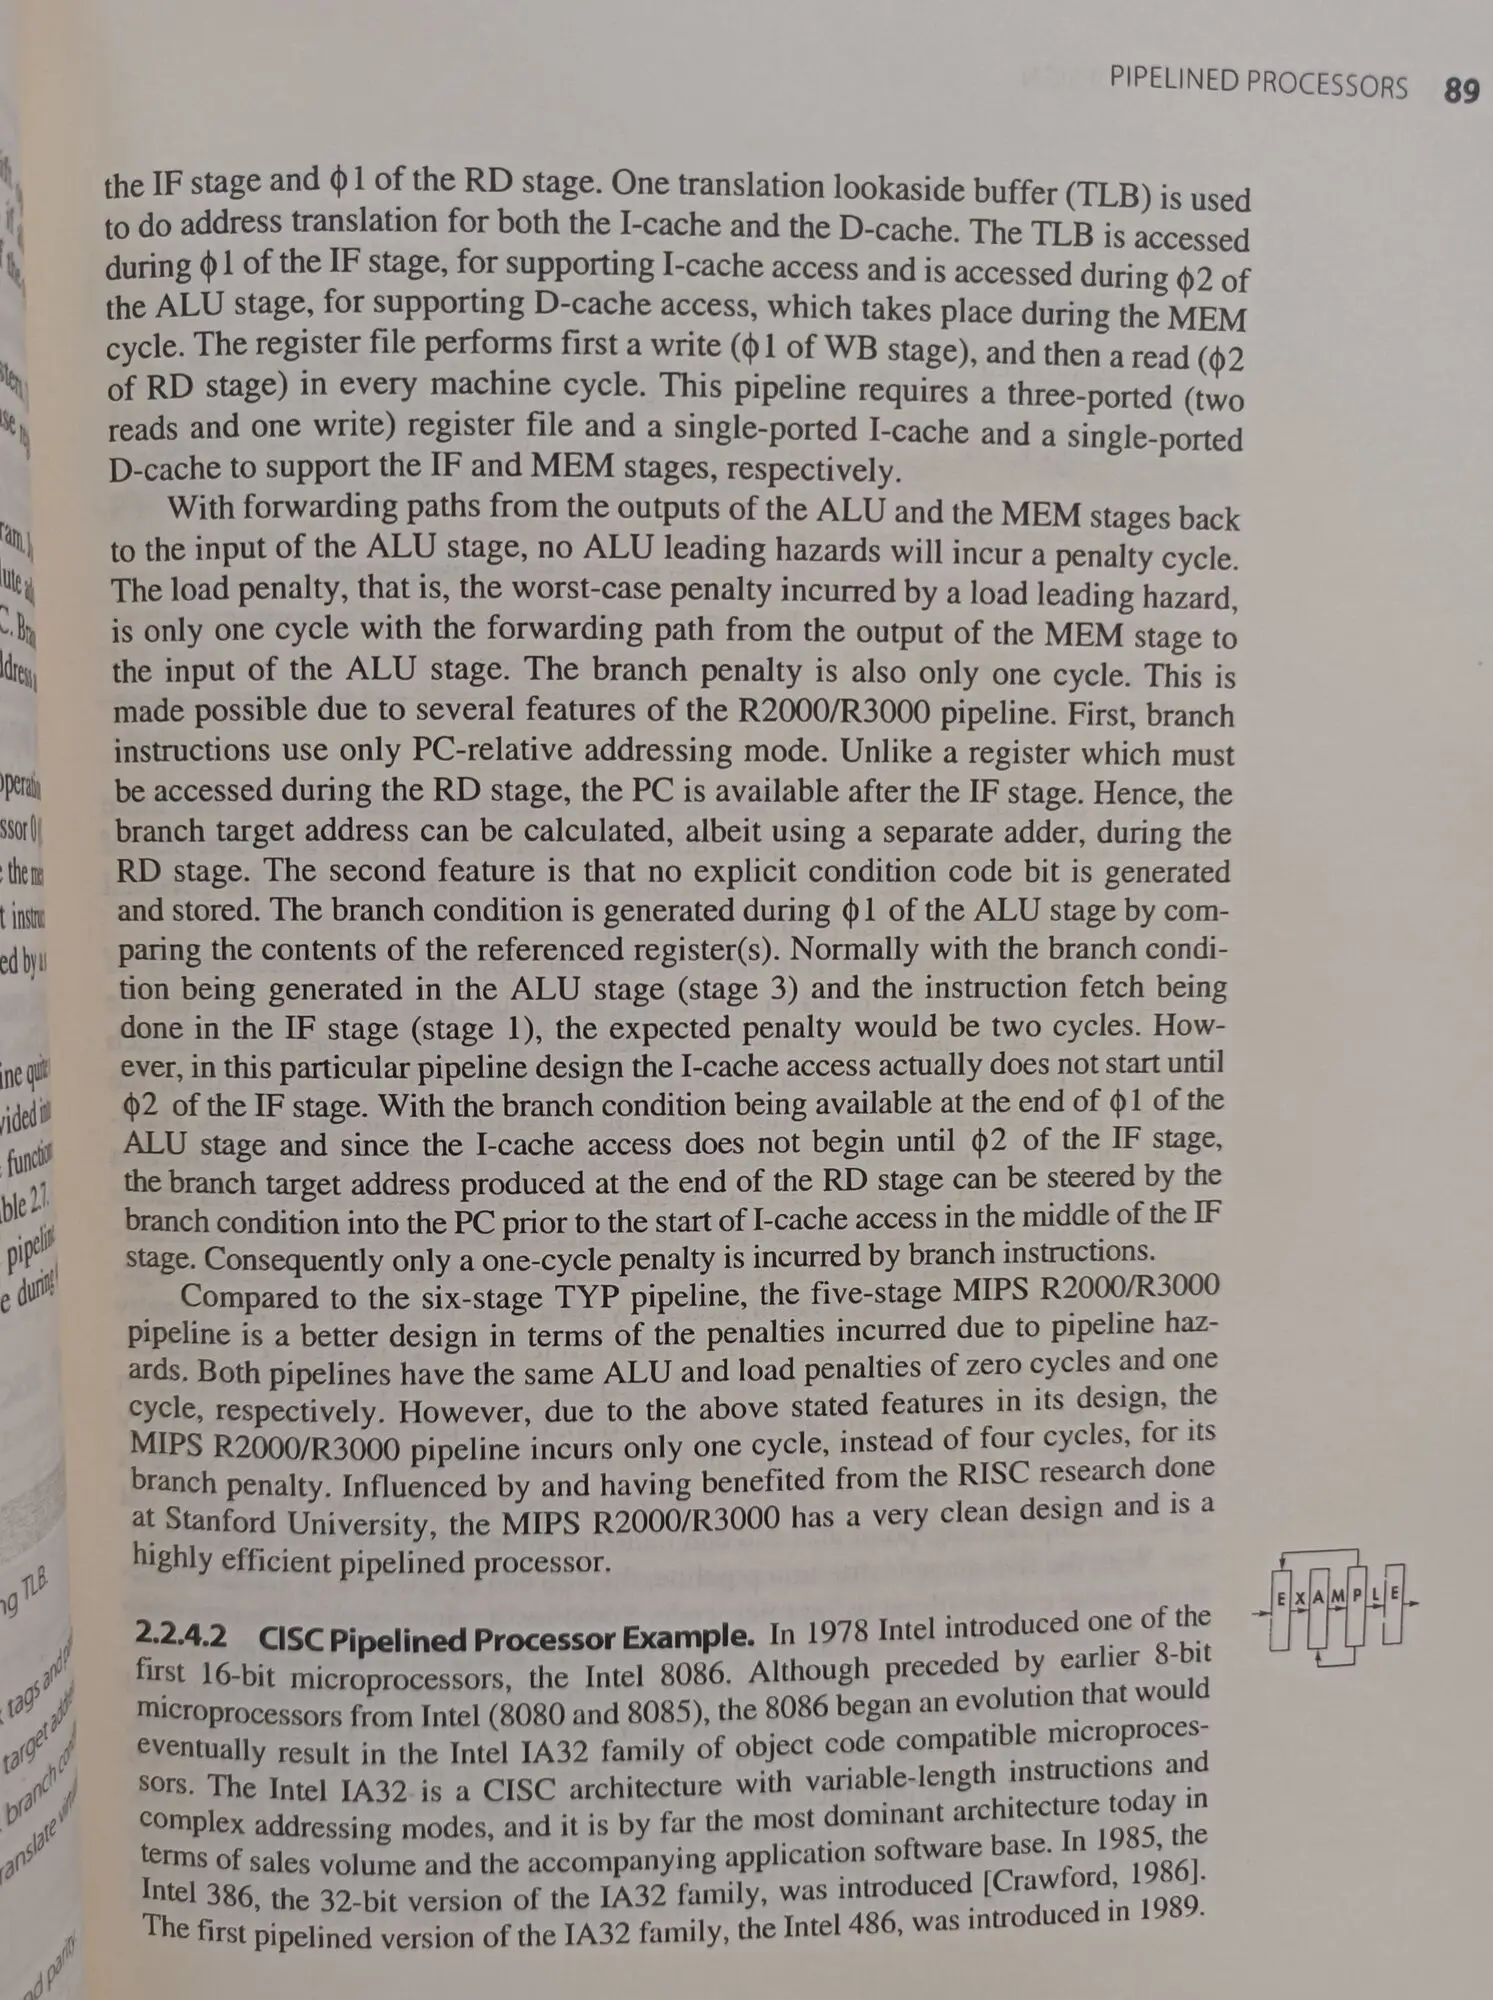 PIPELINED PROCESSORS 89
the IF stage and ϕ1 of the RD stage. One translation lookaside buffer (TLB) is used
to do address translation for both the I-cache and the D-cache. The TLB is accessed
during ϕ1 of the IF stage, for supporting I-cache access and is accessed during ϕ2 of
the ALU stage, for supporting D-cache access, which takes place during the MEM
cycle. The register file performs first a write (ϕ1 of WB stage), and then a read (ϕ2
of RD stage) in every machine cycle. This pipeline requires a three-ported (two
reads and one write) register file and a single-ported I-cache and a single-ported
D-cache to support the IF and MEM stages, respectively.
With forwarding paths from the outputs of the ALU and the MEM stages back
to the input of the ALU stage, no ALU leading hazards will incur a penalty cycle.
The load penalty, that is, the worst-case penalty incurred by a load leading hazard,
is only one cycle with the forwarding path from the output of the MEM stage to
the input of the ALU stage. The branch penalty is also only one cycle. This is
made possible due to several features of the R2000/R3000 pipeline. First, branch
instructions use only PC-relative addressing mode. Unlike a register which must
be accessed during the RD stage, the PC is available after the IF stage. Hence, the
branch target address can be calculated, albeit using a separate adder, during the
RD stage. The second feature is that no explicit condition code bit is generated
and stored. The branch condition is generated during ϕ1 of the ALU stage by com-
paring the contents of the referenced register(s). Normally with the branch condi-
tion being generated in the ALU stage (stage 3) and the instruction fetch being
done in the IF stage (stage 1), the expected penalty would be two cycles. How-
ever, in this particular pipeline design the I-cache access actually does not start until
ϕ2 of the IF stage. With the branch condition being available at the end of ϕ1 of the
ALU stage and since the I-cache access does not begin until ϕ2 of the IF stage,
the branch target address produced at the end of the RD stage can be steered by the
branch condition into the PC prior to the start of I-cache access in the middle of the IF
stage. Consequently only a one-cycle penalty is incurred by branch instructions.
Compared to the six-stage TYP pipeline, the five-stage MIPS R2000/R3000
pipeline is a better design in terms of the penalties incurred due to pipeline haz-
ards. Both pipelines have the same ALU and load penalties of zero cycles and one
cycle, respectively. However, due to the above stated features in its design, the
MIPS R2000/R3000 pipeline incurs only one cycle, instead of four cycles, for its
branch penalty. Influenced by and having benefited from the RISC research done
at Stanford University, the MIPS R2000/R3000 has a very clean design and is a
highly efficient pipelined processor.
EXAMPLE
2.2.4.2 CISC Pipelined Processor Example. In 1978 Intel introduced one of the
first 16-bit microprocessors, the Intel 8086. Although preceded by earlier 8-bit
microprocessors from Intel (8080 and 8085), the 8086 began an evolution that would
eventually result in the Intel IA32 family of object code compatible microproces-
sors. The Intel IA32 is a CISC architecture with variable-length instructions and
complex addressing modes, and it is by far the most dominant architecture today in
terms of sales volume and the accompanying application software base. In 1985, the
Intel 386, the 32-bit version of the IA32 family, was introduced [Crawford, 1986].
The first pipelined version of the IA32 family, the Intel 486, was introduced in 1989.